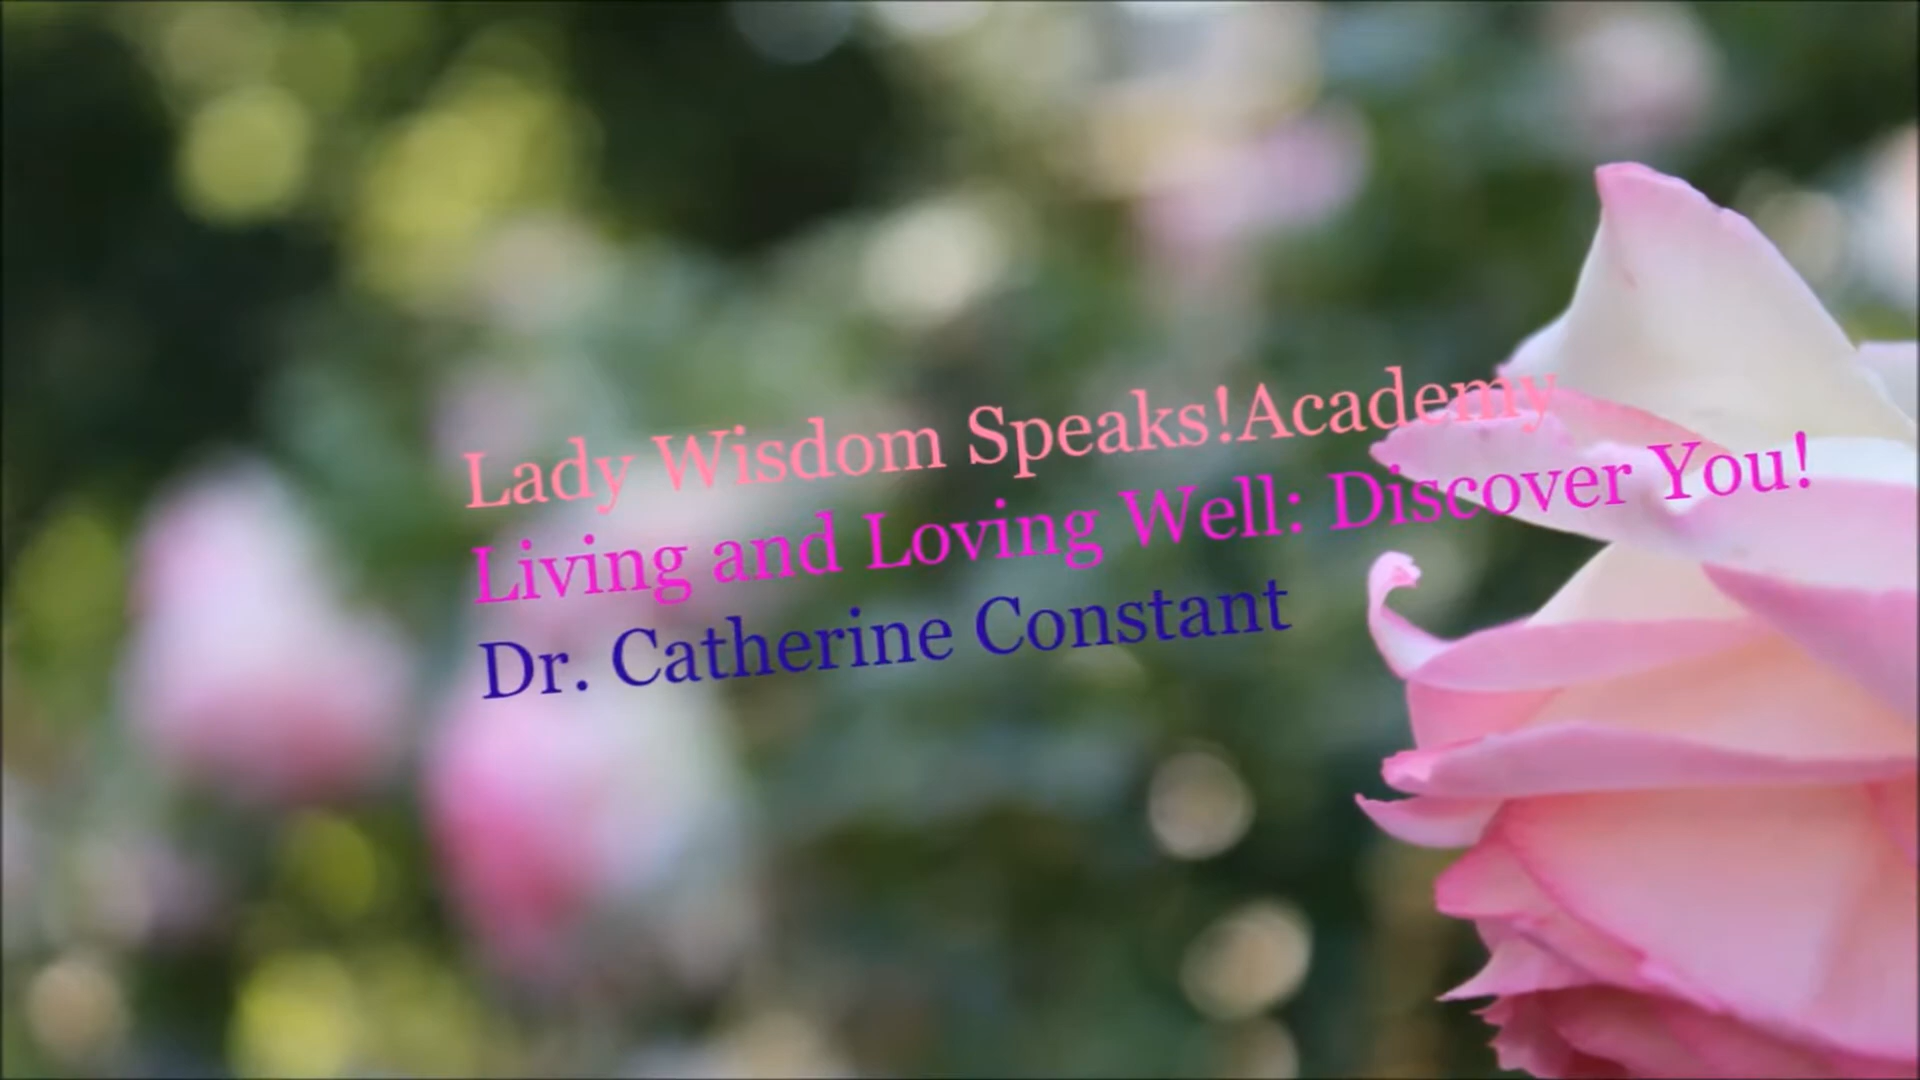 Lady Wisdom Speaks!Academy
Living and Loving Well: Discover You!
Dr. Catherine Constant